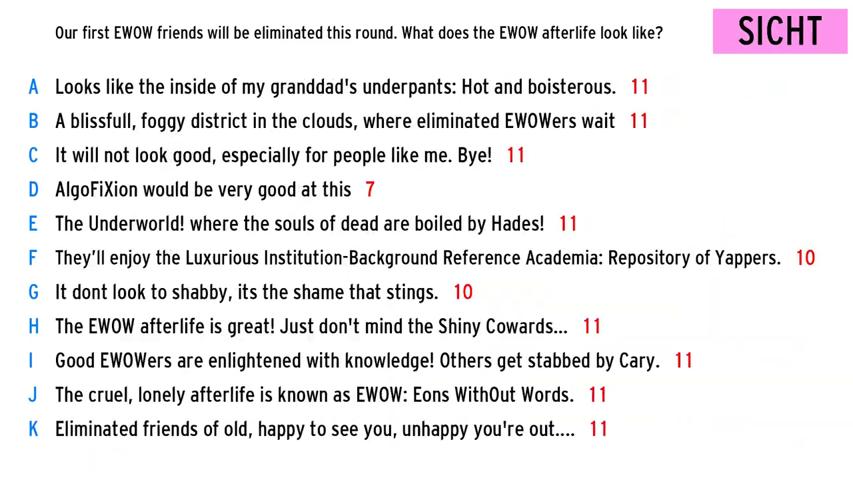 Our first EWOW friends will be eliminated this round. What does the EWOW afterlife look like?
SICHT
A Looks like the inside of my granddad's underpants: Hot and boisterous. 11
B A blissfull, foggy district in the clouds, where eliminated EWOWers wait 11
C It will not look good, especially for people like me. Bye! 11
D AlgoFiXion would be very good at this 7
E The Underworld! where the souls of dead are boiled by Hades! 11
F They'll enjoy the Luxurious Institution-Background Reference Academia: Repository of Yappers. 10
G It dont look to shabby, its the shame that stings. 10
H The EWOW afterlife is great! Just don't mind the Shiny Cowards... 11
I Good EWOWers are enlightened with knowledge! Others get stabbed by Cary. 11
J The cruel, lonely afterlife is known as EWOW: Eons WithOut Words. 11
K Eliminated friends of old, happy to see you, unhappy you're out.... 11